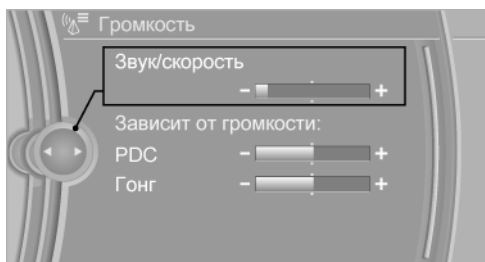 Громкость
Звук/скорость
- +
Зависит от громкости:
PDC - +
Гонг - +